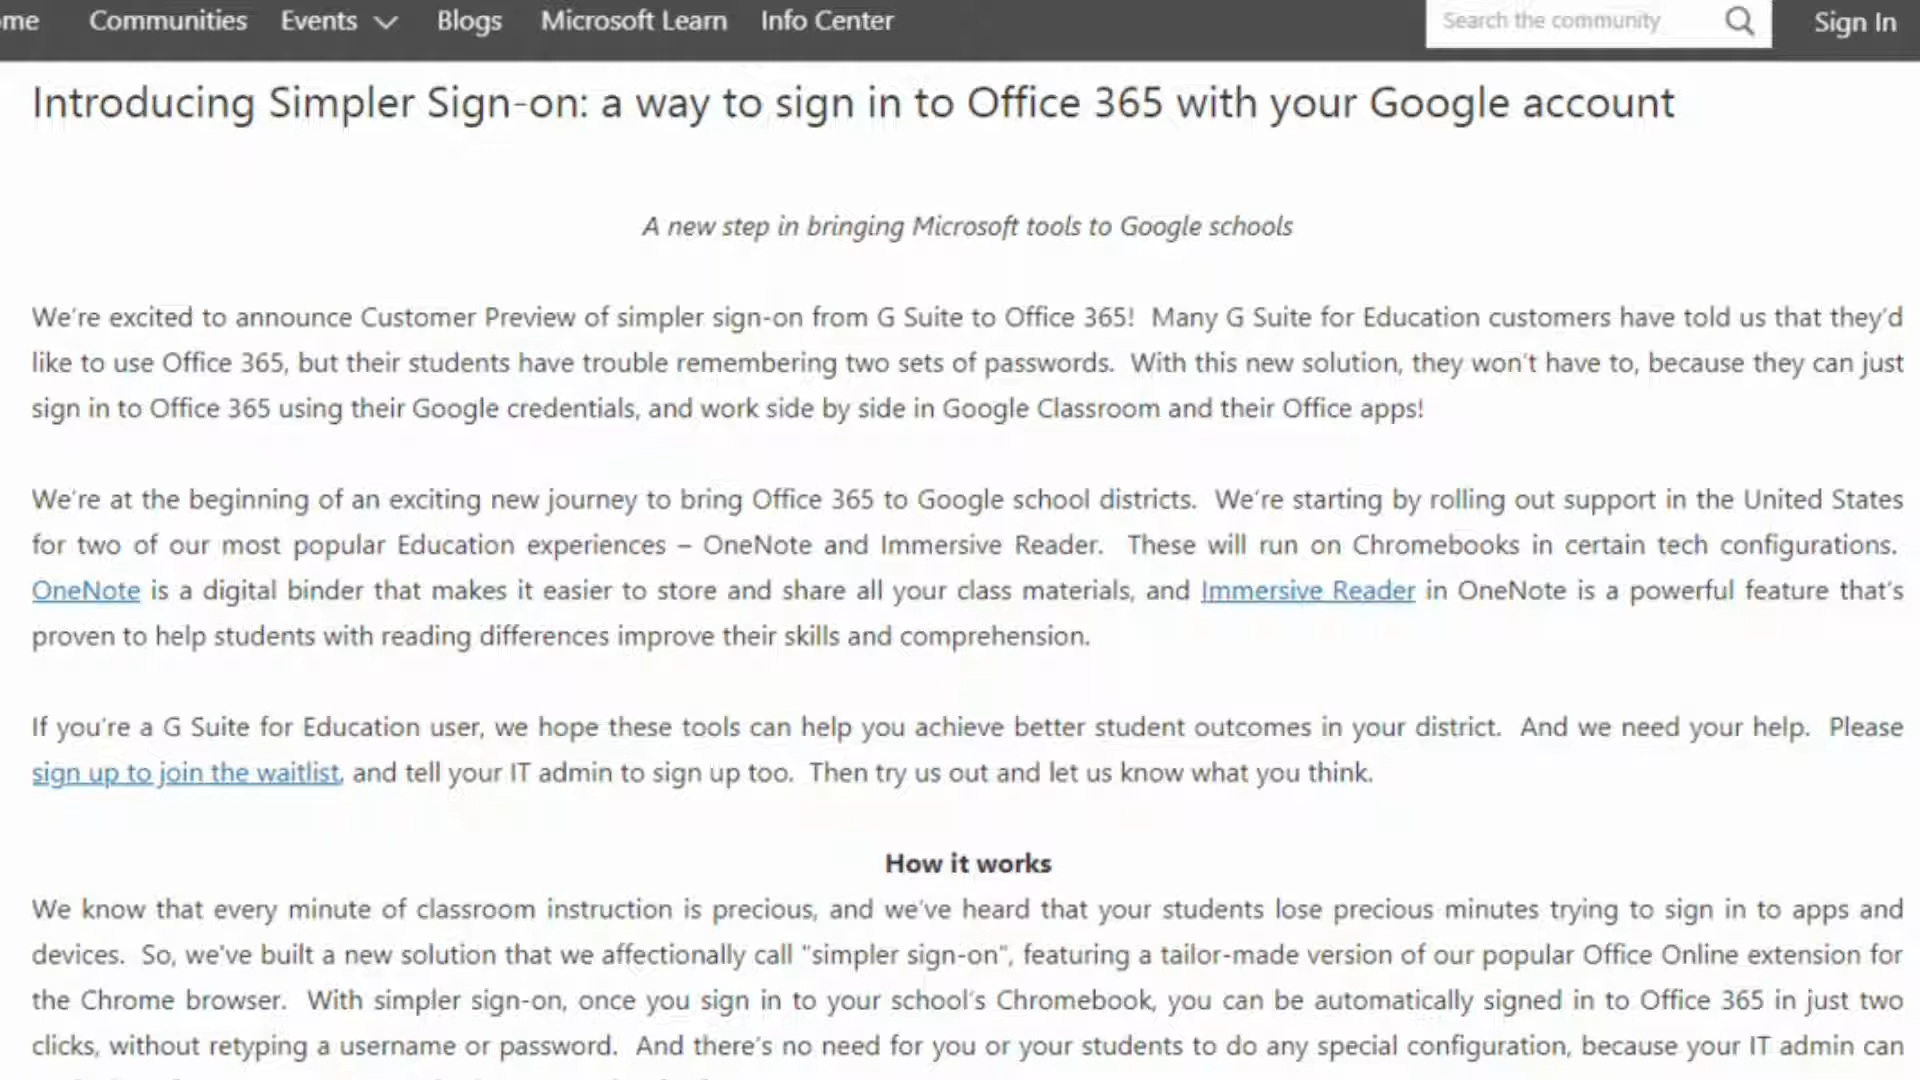 me Communities Events Blogs Microsoft Learn Info Center Search the community Sign In
Introducing Simpler Sign-on: a way to sign in to Office 365 with your Google account
A new step in bringing Microsoft tools to Google schools
We're excited to announce Customer Preview of simpler sign-on from G Suite to Office 365! Many G Suite for Education customers have told us that they'd
like to use Office 365, but their students have trouble remembering two sets of passwords. With this new solution, they won't have to, because they can just
sign in to Office 365 using their Google credentials, and work side by side in Google Classroom and their Office apps!
We're at the beginning of an exciting new journey to bring Office 365 to Google school districts. We're starting by rolling out support in the United States
for two of our most popular Education experiences – OneNote and Immersive Reader. These will run on Chromebooks in certain tech configurations.
OneNote is a digital binder that makes it easier to store and share all your class materials, and Immersive Reader in OneNote is a powerful feature that's
proven to help students with reading differences improve their skills and comprehension.
If you're a G Suite for Education user, we hope these tools can help you achieve better student outcomes in your district. And we need your help. Please
sign up to join the waitlist, and tell your IT admin to sign up too. Then try us out and let us know what you think.
How it works
We know that every minute of classroom instruction is precious, and we've heard that your students lose precious minutes trying to sign in to apps and
devices. So, we've built a new solution that we affectionally call "simpler sign-on", featuring a tailor-made version of our popular Office Online extension for
the Chrome browser. With simpler sign-on, once you sign in to your school's Chromebook, you can be automatically signed in to Office 365 in just two
clicks, without retyping a username or password. And there's no need for you or your students to do any special configuration, because your IT admin can